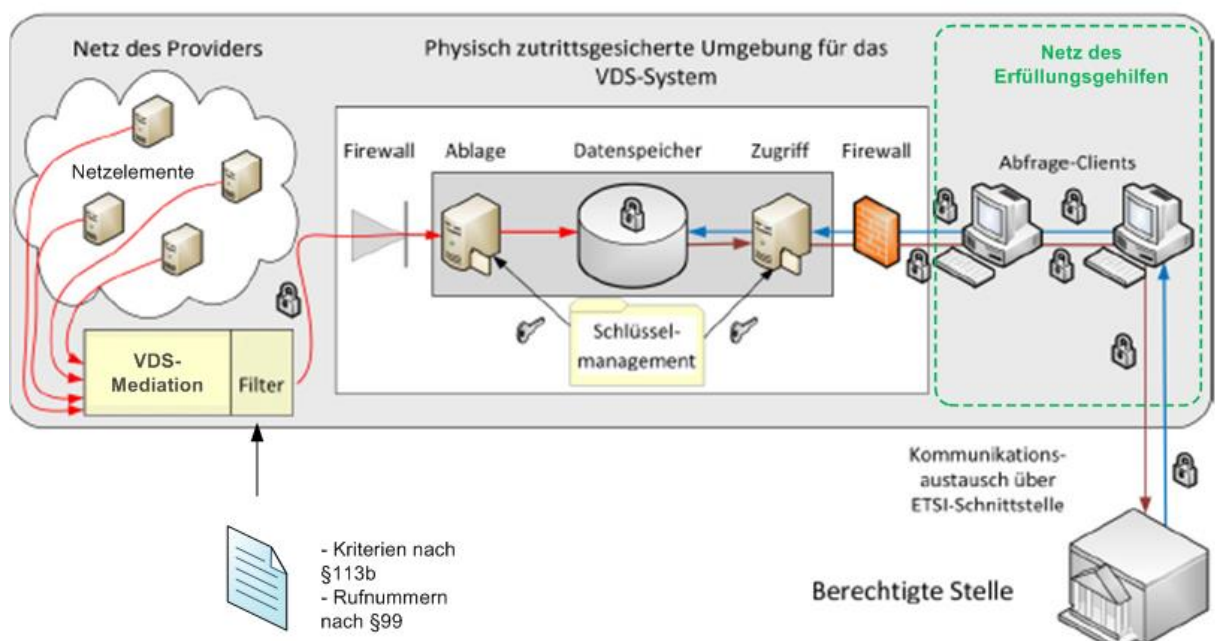 Netz des Providers
Physisch zutrittsgesicherte Umgebung für das
VDS-System
Netz des
Erfüllungsgehilfen
Netzelemente
Firewall
Ablage
Datenspeicher
Zugriff
Firewall
Abfrage-Clients
Schlüssel-
management
VDS-
Mediation
Filter
Kommunikations-
austausch über
ETSI-Schnittstelle
- Kriterien nach
§113b
- Rufnummern
nach §99
Berechtigte Stelle